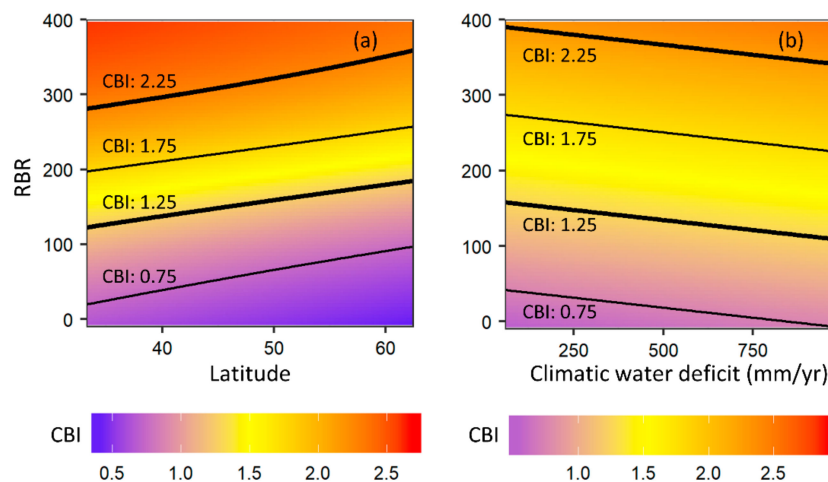 400
300
200
100
0
RBR
(a)
CBI: 2.25
CBI: 1.75
CBI: 1.25
CBI: 0.75
40 50 60
Latitude
CBI
0.5 1.0 1.5 2.0 2.5
400
300
200
100
0
(b)
CBI: 2.25
CBI: 1.75
CBI: 1.25
CBI: 0.75
250 500 750
Climatic water deficit (mm/yr)
CBI
1.0 1.5 2.0 2.5